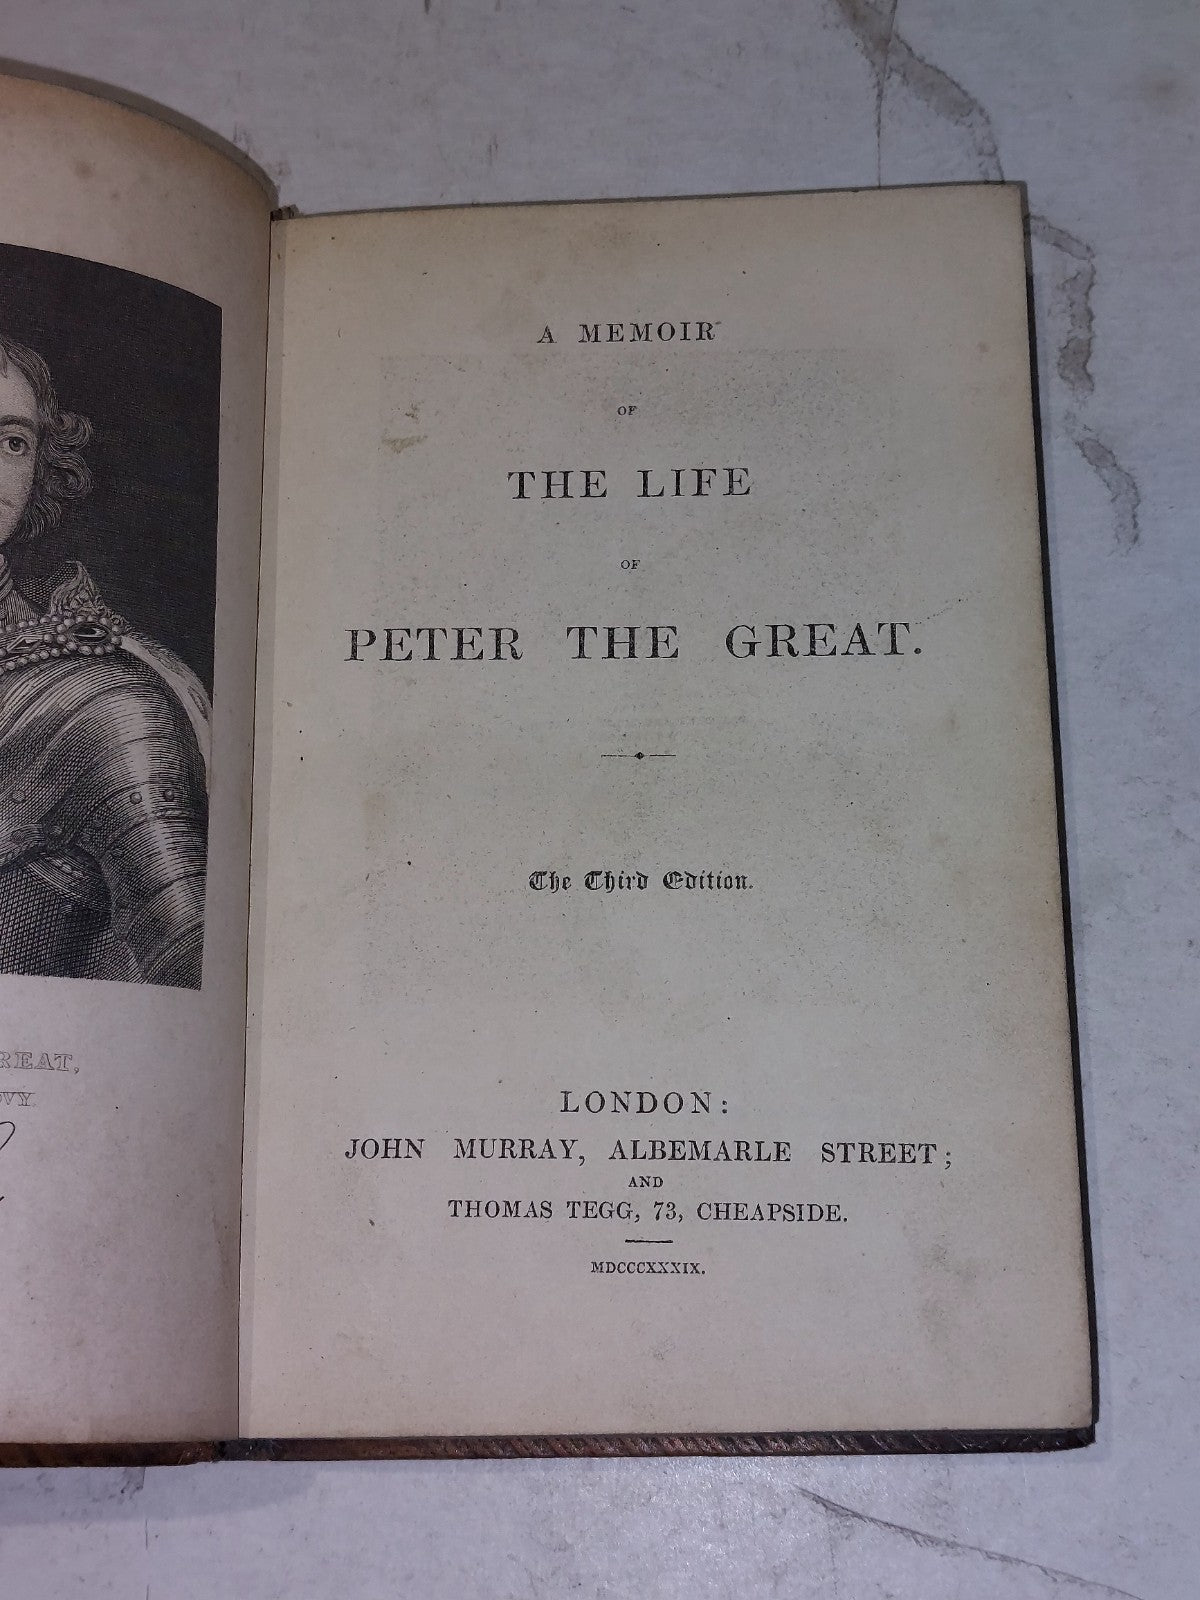 REAT,
A MEMOIR
OF
THE LIFE
OF
PETER THE GREAT.
The Third Edition.
LONDON:
JOHN MURRAY, ALBEMARLE STREET;
AND
THOMAS TEGG, 73, CHEAPSIDE.
MDCCCXXXIX.